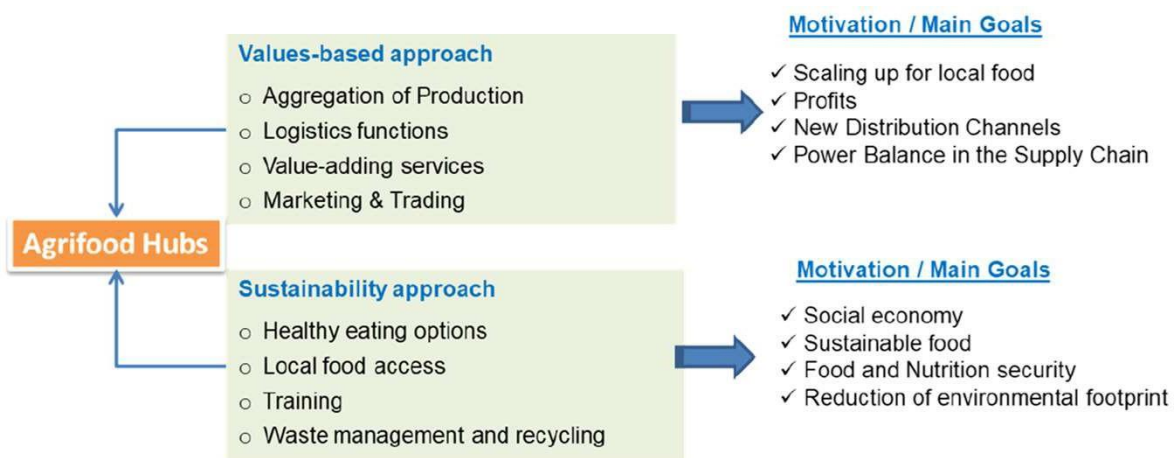 Agrifood Hubs
Values-based approach
o Aggregation of Production
o Logistics functions
o Value-adding services
o Marketing & Trading
Motivation / Main Goals
✓ Scaling up for local food
✓ Profits
✓ New Distribution Channels
✓ Power Balance in the Supply Chain
Sustainability approach
o Healthy eating options
o Local food access
o Training
o Waste management and recycling
Motivation / Main Goals
✓ Social economy
✓ Sustainable food
✓ Food and Nutrition security
✓ Reduction of environmental footprint